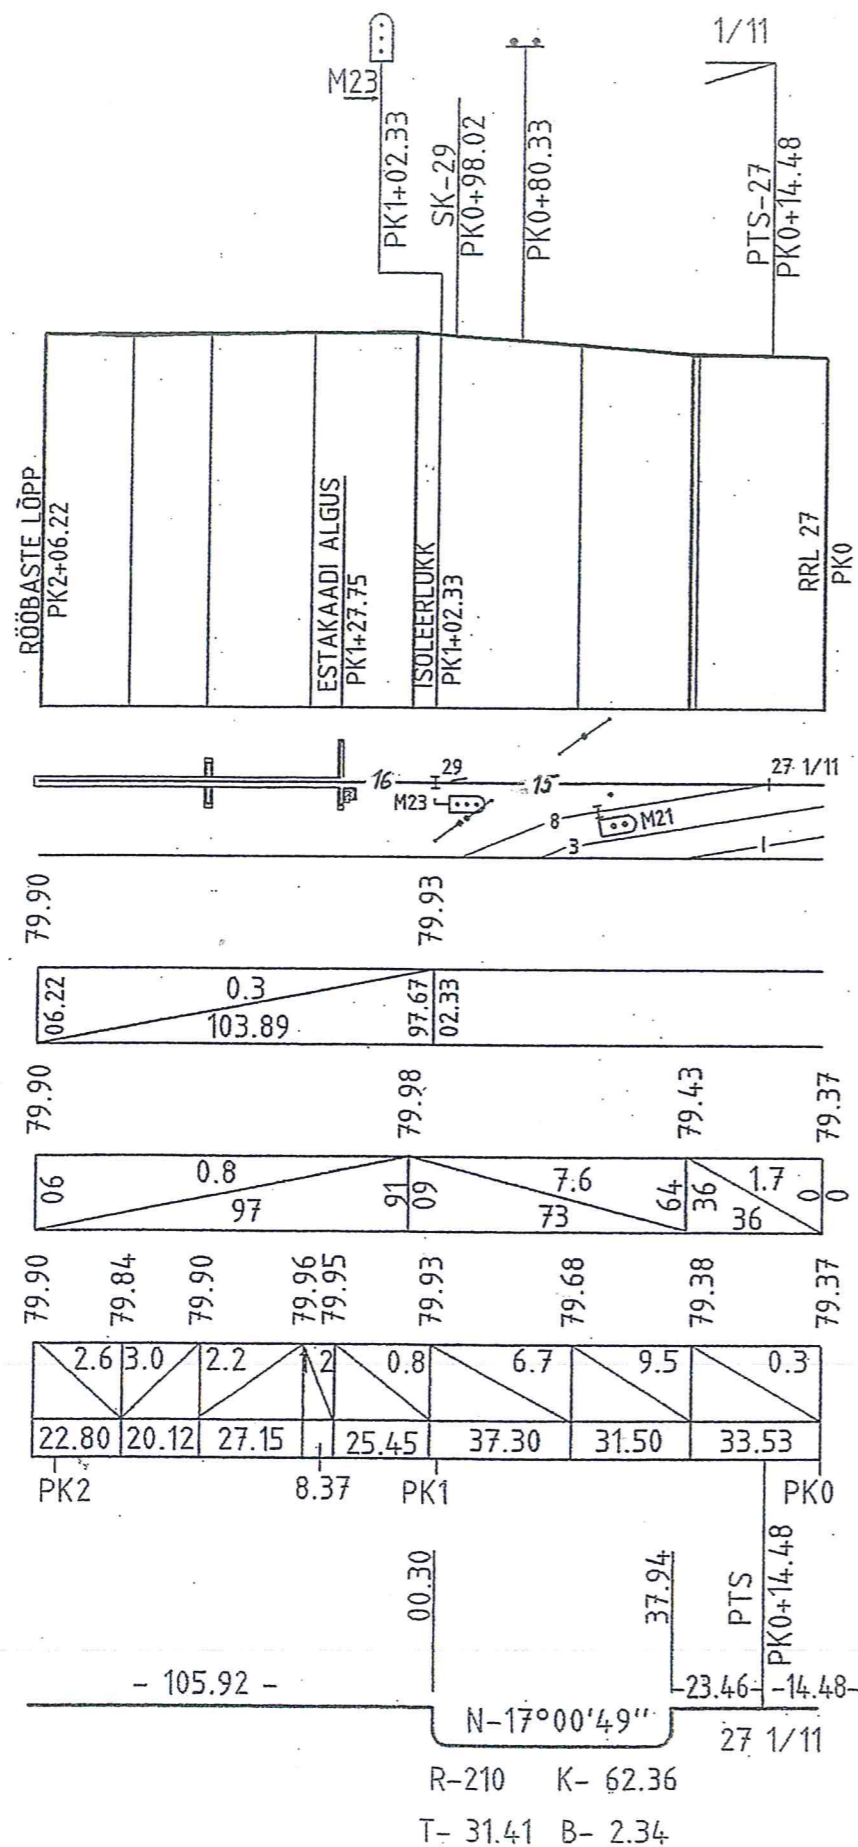 1/11
M23
PK1+02.33
SK-29
PK0+98.02
PK0+80.33
PTS-27
PK0+14.48
RÖÖBASTE LÕPP
PK2+06.22
ESTAKAADI ALGUS
PK1+27.75
ISOLEERLUKK
PK1+02.33
RRL 27
PK0
16
29
15
27 1/11
M23
8
M21
3
1
79.90
79.93
06.22
0.3
103.89
97.67
02.33
79.90
79.98
79.43
79.37
06
0.8
97
91
09
7.6
73
64
36
1.7
36
0
0
79.90
79.84
79.90
79.96
79.95
79.93
79.68
79.38
79.37
2.6
3.0
2.2
2
0.8
6.7
9.5
0.3
22.80
20.12
27.15
25.45
37.30
31.50
33.53
PK2
8.37
PK1
PK0
00.30
37.94
PTS
PK0+14.48
- 105.92 -
-23.46-
-14.48-
N-17°00'49"
27 1/11
R-210 K- 62.36
T- 31.41 B- 2.34